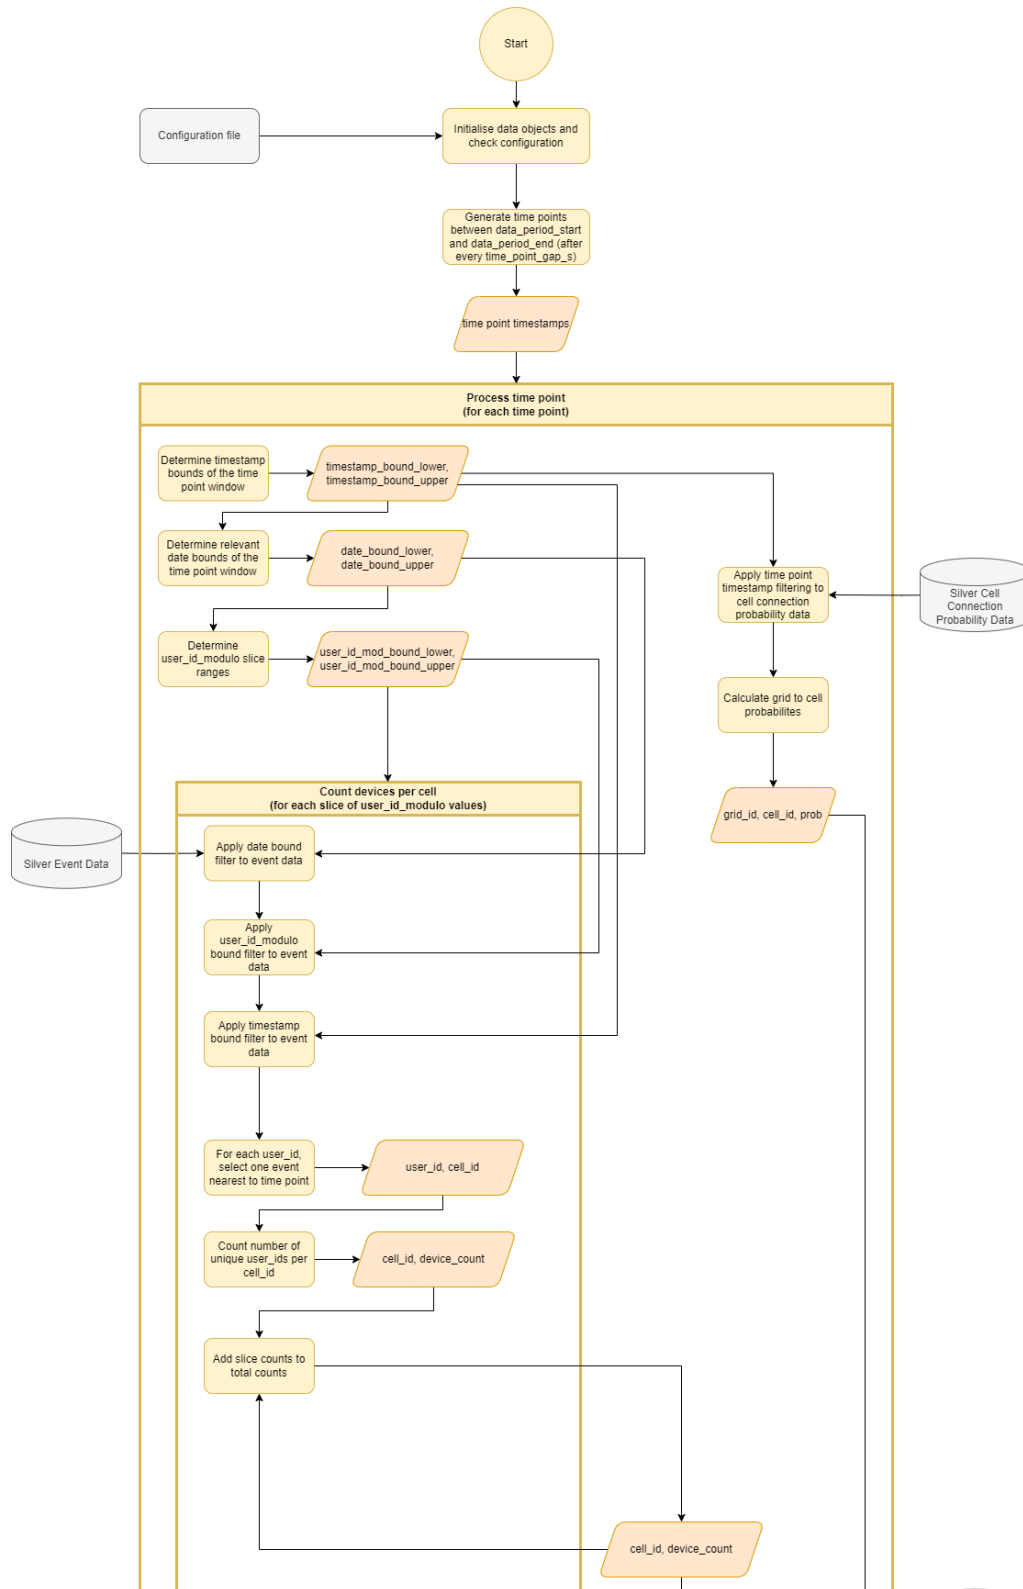 Start
Configuration file
Initialise data objects and
check configuration
Generate time points
between data_period_start
and data_period_end (after
every time_point_gap_s)
time point timestamps
Process time point
(for each time point)
Determine timestamp
bounds of the time
point window
timestamp_bound_lower,
timestamp_bound_upper
Determine relevant
date bounds of the
time point window
date_bound_lower,
date_bound_upper
Apply time point
timestamp filtering to
cell connection
probability data
Silver Cell
Connection
Probability Data
Determine
user_id_modulo slice
ranges
user_id_mod_bound_lower,
user_id_mod_bound_upper
Calculate grid to cell
probabilites
grid_id, cell_id, prob
Count devices per cell
(for each slice of user_id_modulo values)
Silver Event Data
Apply date bound
filter to event data
Apply
user_id_modulo
bound filter to event
data
Apply timestamp
bound filter to event
data
For each user_id,
select one event
nearest to time point
user_id, cell_id
Count number of
unique user_ids per
cell_id
cell_id, device_count
Add slice counts to
total counts
cell_id, device_count